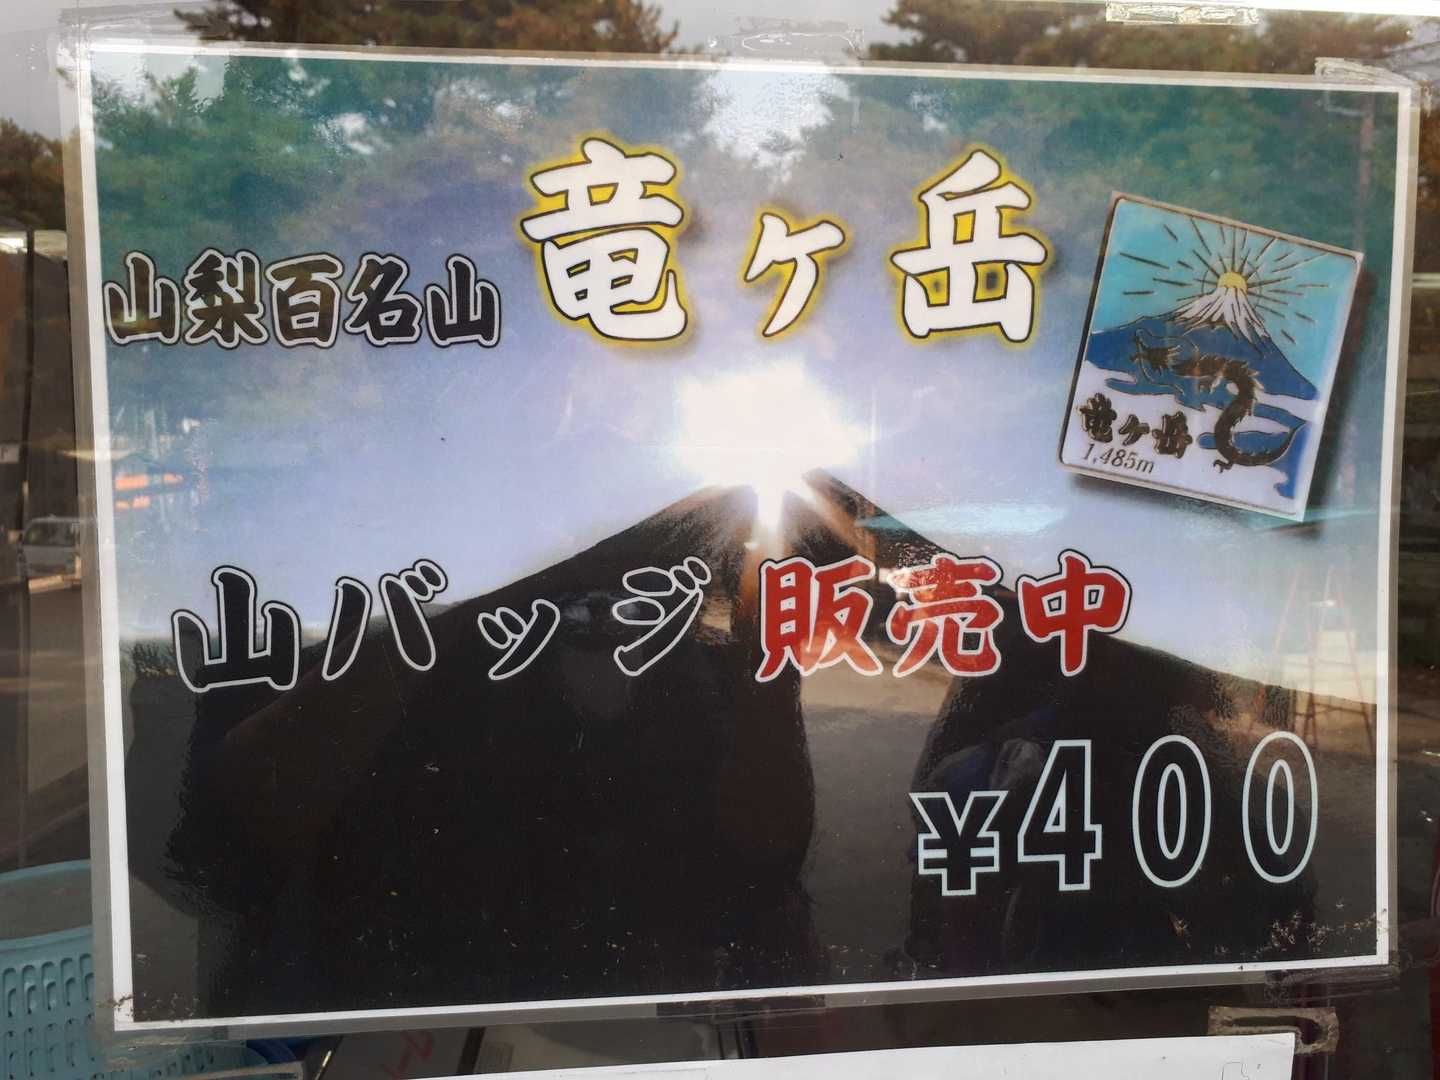 山梨百名山 竜ヶ岳
竜ヶ岳
1,485m
山バッジ販売中
¥400